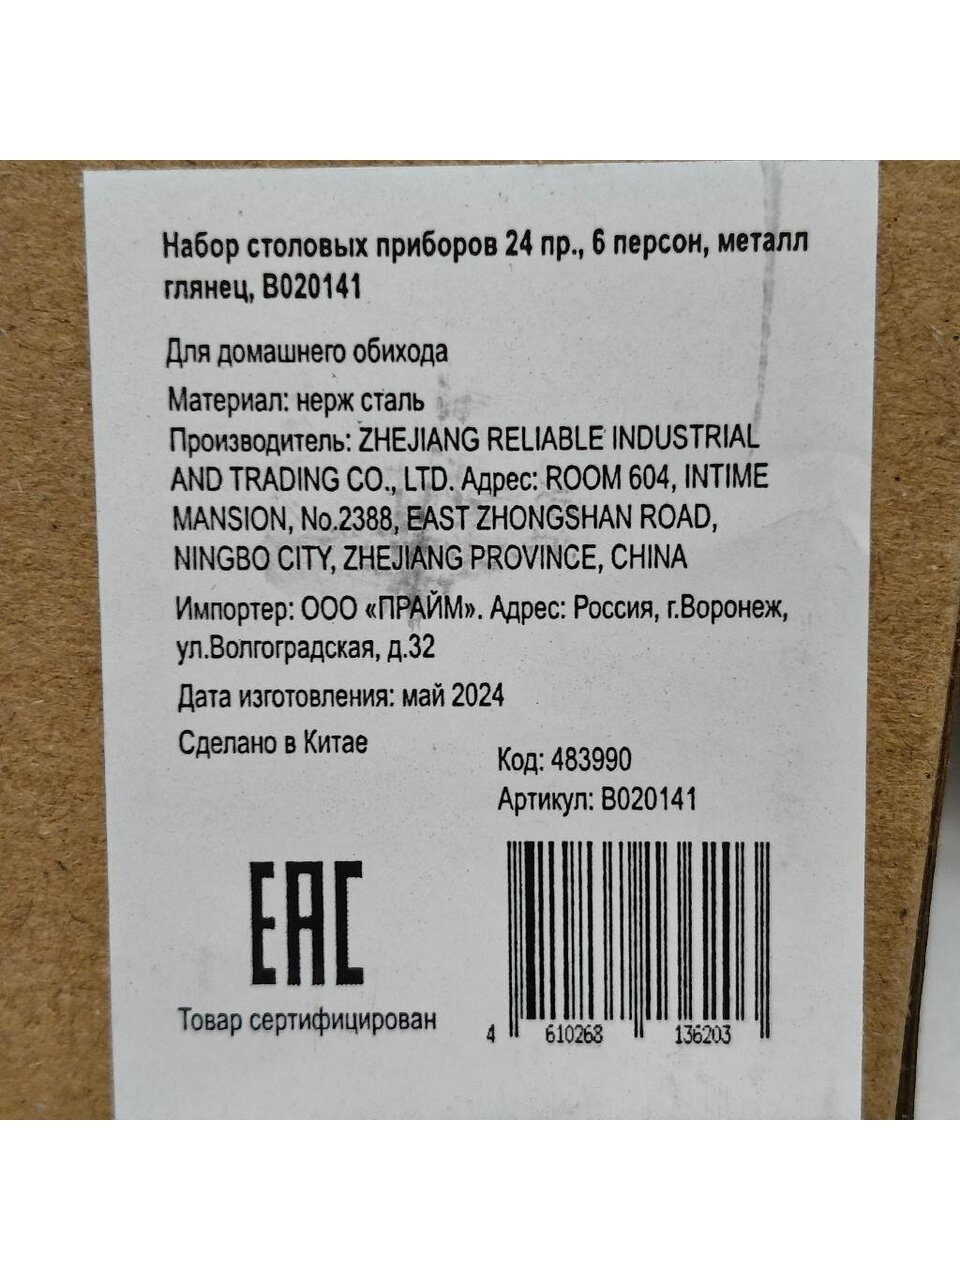 Набор столовых приборов 24 пр., 6 персон, металл
глянец, B020141
Для домашнего обихода
Материал: нерж сталь
Производитель: ZHEJIANG RELIABLE INDUSTRIAL
AND TRADING CO., LTD. Адрес: ROOM 604, INTIME
MANSION, No.2388, EAST ZHONGSHAN ROAD,
NINGBO CITY, ZHEJIANG PROVINCE, CHINA
Импортер: ООО «ПРАЙМ». Адрес: Россия, г.Воронеж,
ул.Волгоградская, д.32
Дата изготовления: май 2024
Сделано в Китае
Код: 483990
Артикул: B020141
EAC
Товар сертифицирован
4 610268 136203